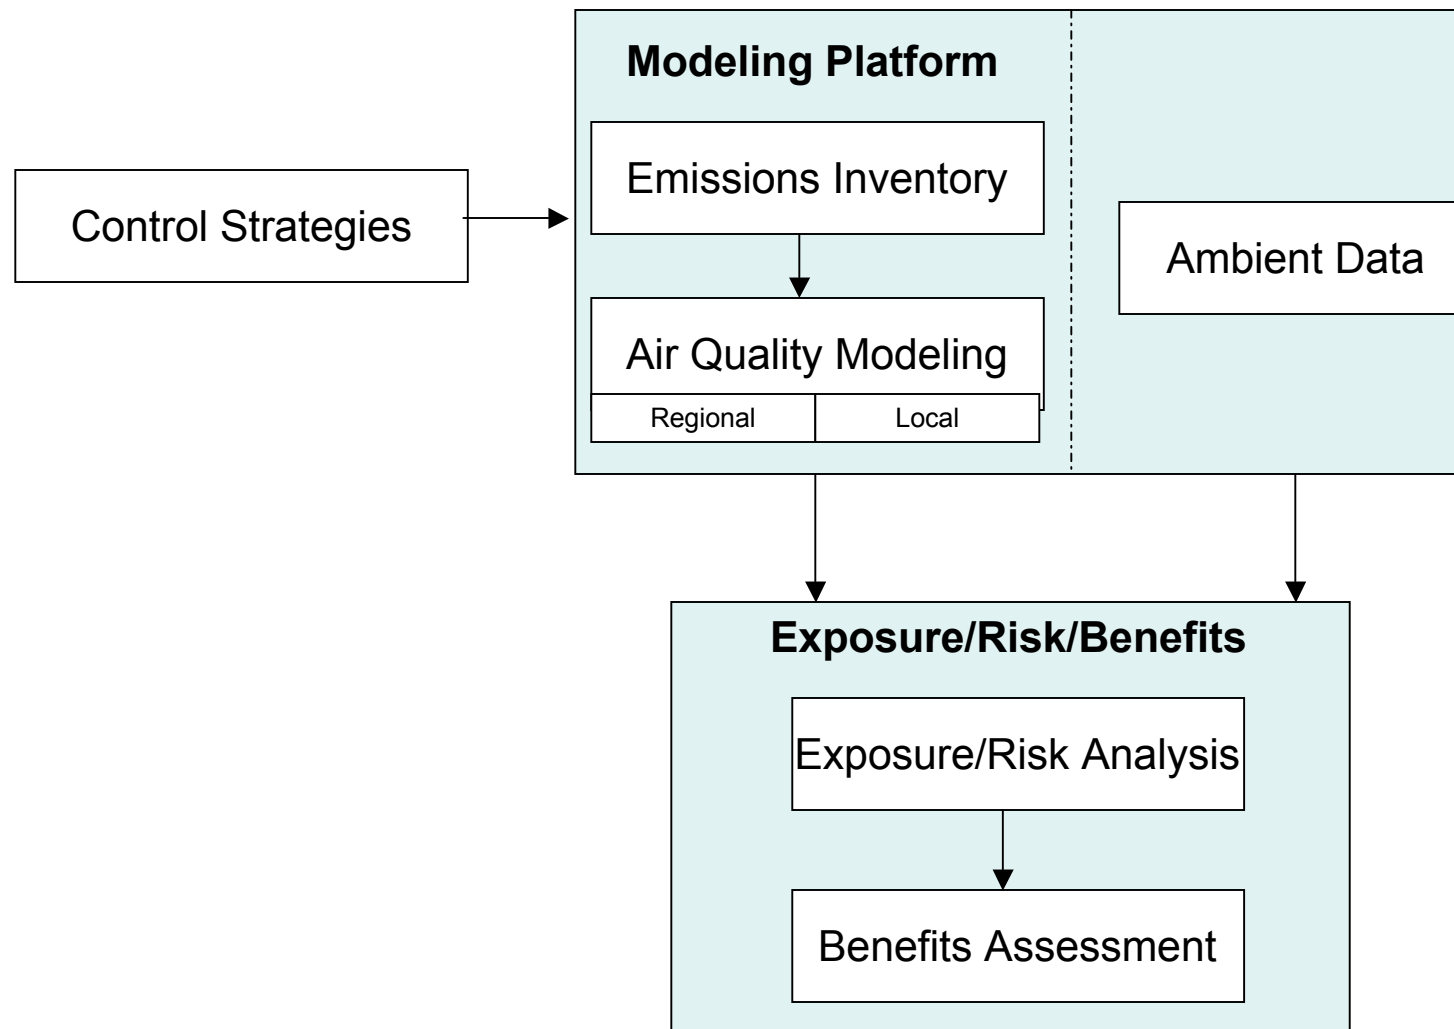 Modeling Platform
Emissions Inventory
Control Strategies
Ambient Data
Air Quality Modeling
Regional
Local
Exposure/Risk/Benefits
Exposure/Risk Analysis
Benefits Assessment